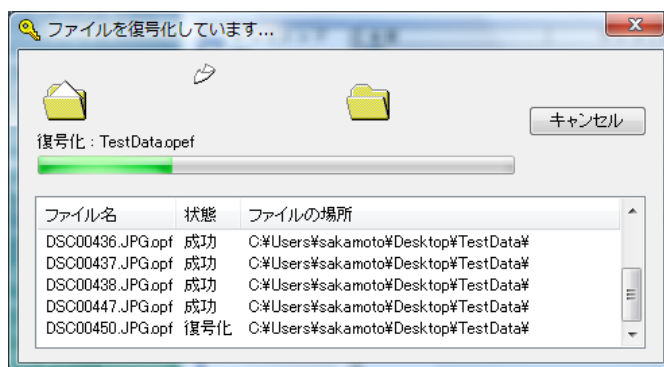 ファイルを復号化しています...
キャンセル
復号化：TestData.opef
ファイル名 状態 ファイルの場所
DSC00436.JPG.opf 成功 C:¥Users¥sakamoto¥Desktop¥TestData¥
DSC00437.JPG.opf 成功 C:¥Users¥sakamoto¥Desktop¥TestData¥
DSC00438.JPG.opf 成功 C:¥Users¥sakamoto¥Desktop¥TestData¥
DSC00447.JPG.opf 成功 C:¥Users¥sakamoto¥Desktop¥TestData¥
DSC00450.JPG.opf 復号化 C:¥Users¥sakamoto¥Desktop¥TestData¥